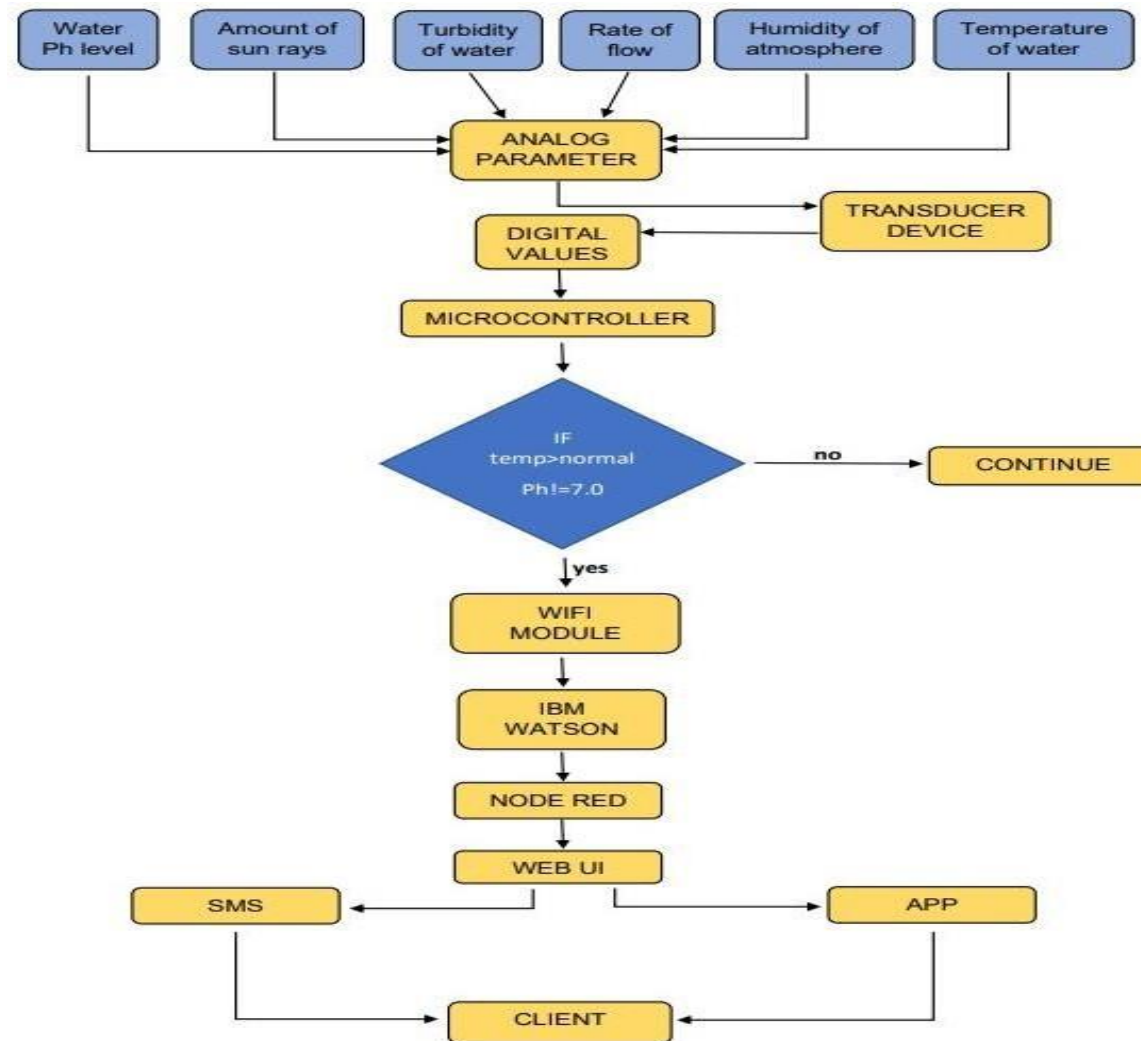 Water
Ph level
Amount of
sun rays
Turbidity
of water
Rate of
flow
Humidity of
atmosphere
Temperature
of water
ANALOG
PARAMETER
TRANSDUCER
DEVICE
DIGITAL
VALUES
MICROCONTROLLER
IF
temp>normal
Ph!=7.0
no
CONTINUE
yes
WIFI
MODULE
IBM
WATSON
NODE RED
WEB UI
SMS
APP
CLIENT